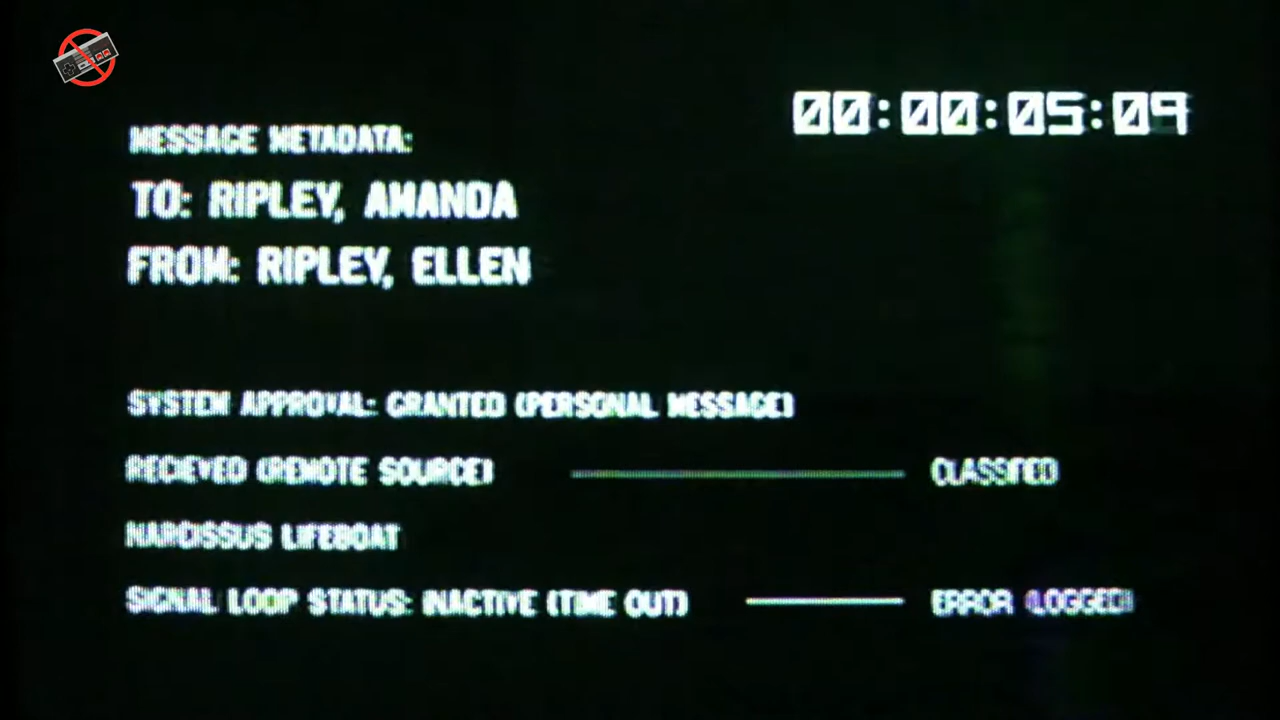 00:00:05:09
MESSAGE METADATA:
TO: RIPLEY, AMANDA
FROM: RIPLEY, ELLEN
SYSTEM APPROVAL: GRANTED (PERSONAL MESSAGE)
RECIEVED (REMOTE SOURCE) CLASSIFIED
NARCISSUS LIFEBOAT
SIGNAL LOOP STATUS: INACTIVE (TIME OUT) ERROR (LOGGED)